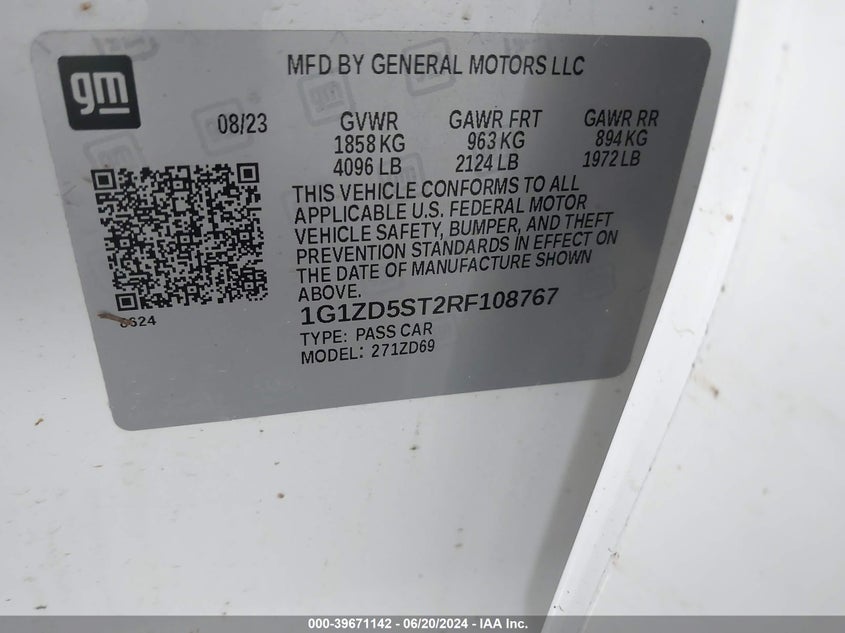 gm
MFD BY GENERAL MOTORS LLC
08/23 GVWR GAWR FRT GAWR RR
1858 KG 963 KG 894 KG
4096 LB 2124 LB 1972 LB
THIS VEHICLE CONFORMS TO ALL
APPLICABLE U.S. FEDERAL MOTOR
VEHICLE SAFETY, BUMPER, AND THEFT
PREVENTION STANDARDS IN EFFECT ON
THE DATE OF MANUFACTURE SHOWN
ABOVE.
1G1ZD5ST2RF108767
TYPE: PASS CAR
MODEL: 271ZD69
000-39671142 - 06/20/2024 - IAA Inc.